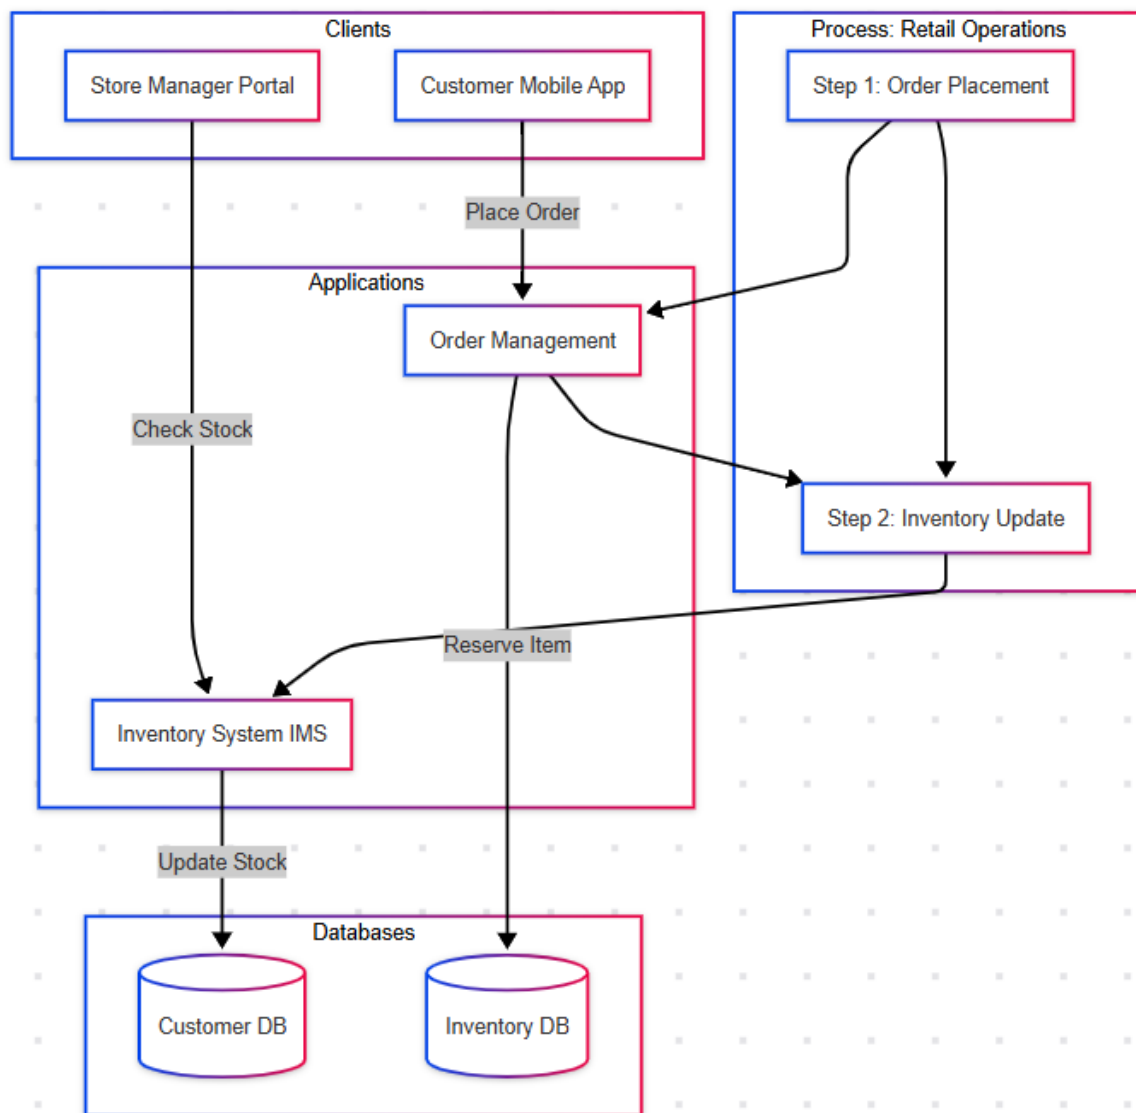 Clients
Process: Retail Operations
Store Manager Portal
Customer Mobile App
Step 1: Order Placement
Place Order
Applications
Order Management
Check Stock
Step 2: Inventory Update
Reserve Item
Inventory System IMS
Update Stock
Databases
Customer DB
Inventory DB